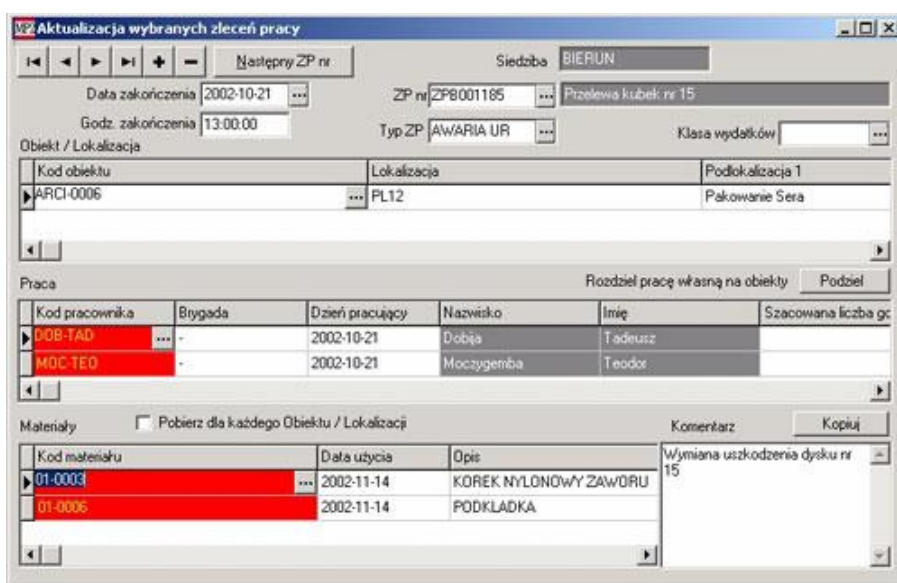 MP2 Aktualizacja wybranych zleceń pracy
Następny ZP nr Siedziba BIERUN
Data zakończenia 2002-10-21 ... ZP nr ZPB001185 ... Przelewa kubek nr 15
Godz. zakończenia 13:00:00 Typ ZP AWARIA UR ... Klasa wydatków ...
Obiekt / Lokalizacja
Kod obiektu Lokalizacja Podlokalizacja 1
ARCI-0006 ... PL12 Pakowanie Sera
Praca Rozdziel pracę własną na obiekty Podziel
Kod pracownika Brygada Dzień pracujący Nazwisko Imię Szacowana liczba go
DOB-TAD ... - 2002-10-21 Dobija Tadeusz
MOC-TEO - 2002-10-21 Moczygemba Teodor
Materiały Pobierz dla każdego Obiektu / Lokalizacji Komentarz Kopiuj
Kod materiału Data użycia Opis
01-0003 ... 2002-11-14 KOREK NYLONOWY ZAWORU
01-0006 2002-11-14 PODKLADKA
Wymiana uszkodzenia dysku nr
15